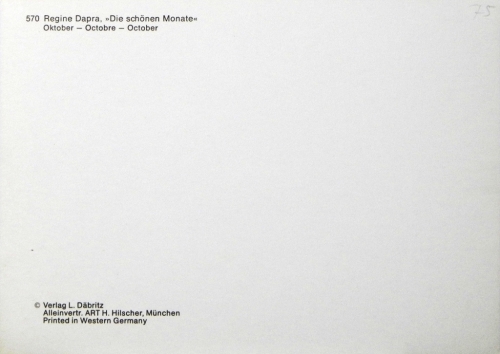 570 Regine Dapra, »Die schönen Monate«
Oktober – Octobre – October
25
© Verlag L. Däbritz
Alleinvertr. ART H. Hilscher, München
Printed in Western Germany